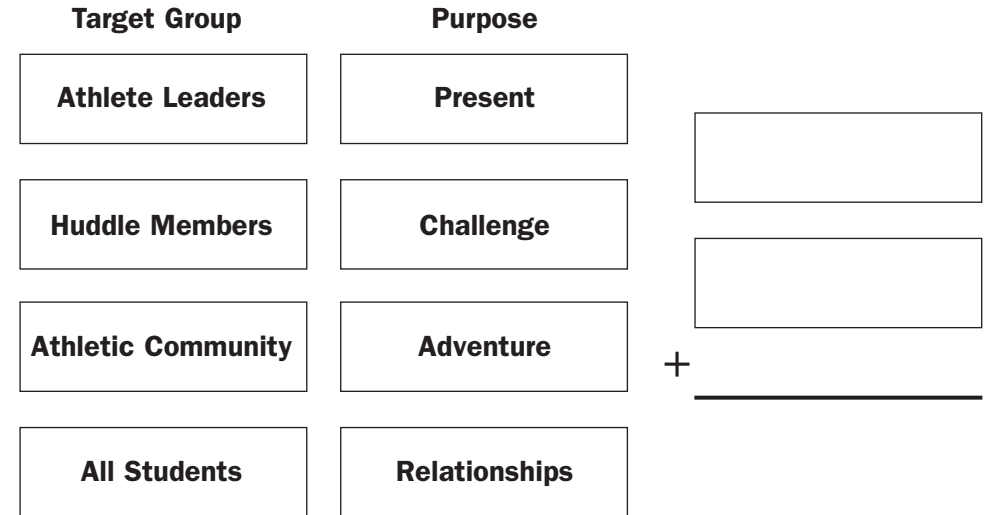 Target Group Purpose
Athlete Leaders Present
Huddle Members Challenge
Athletic Community Adventure
+
All Students Relationships